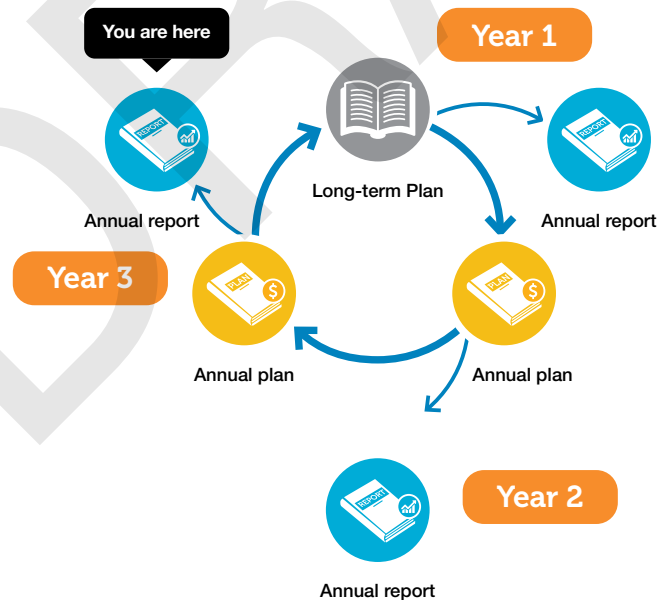 You are here
Year 1
REPORT
REPORT
Long-term Plan
Annual report
Annual report
Year 3
PLAN
$
PLAN
$
Annual plan
Annual plan
REPORT
Year 2
Annual report